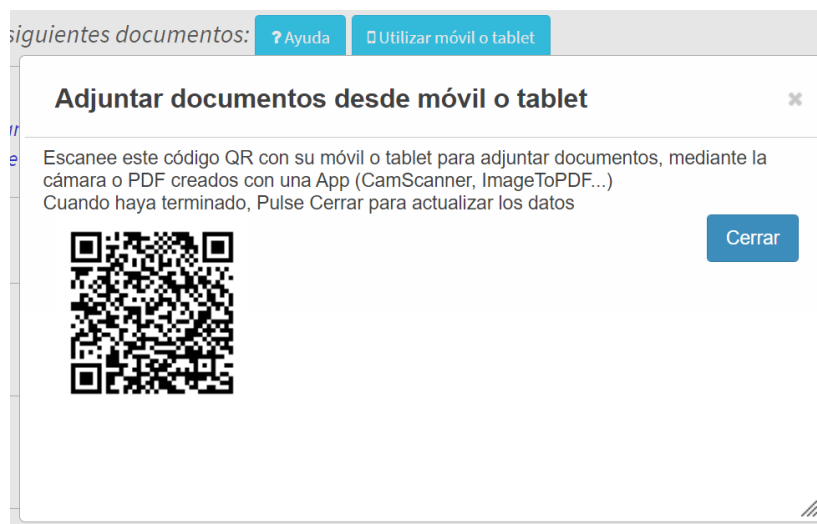 siguientes documentos: ? Ayuda Utilizar móvil o tablet
Adjuntar documentos desde móvil o tablet ×
Escanee este código QR con su móvil o tablet para adjuntar documentos, mediante la
cámara o PDF creados con una App (CamScanner, ImageToPDF...)
Cuando haya terminado, Pulse Cerrar para actualizar los datos
Cerrar